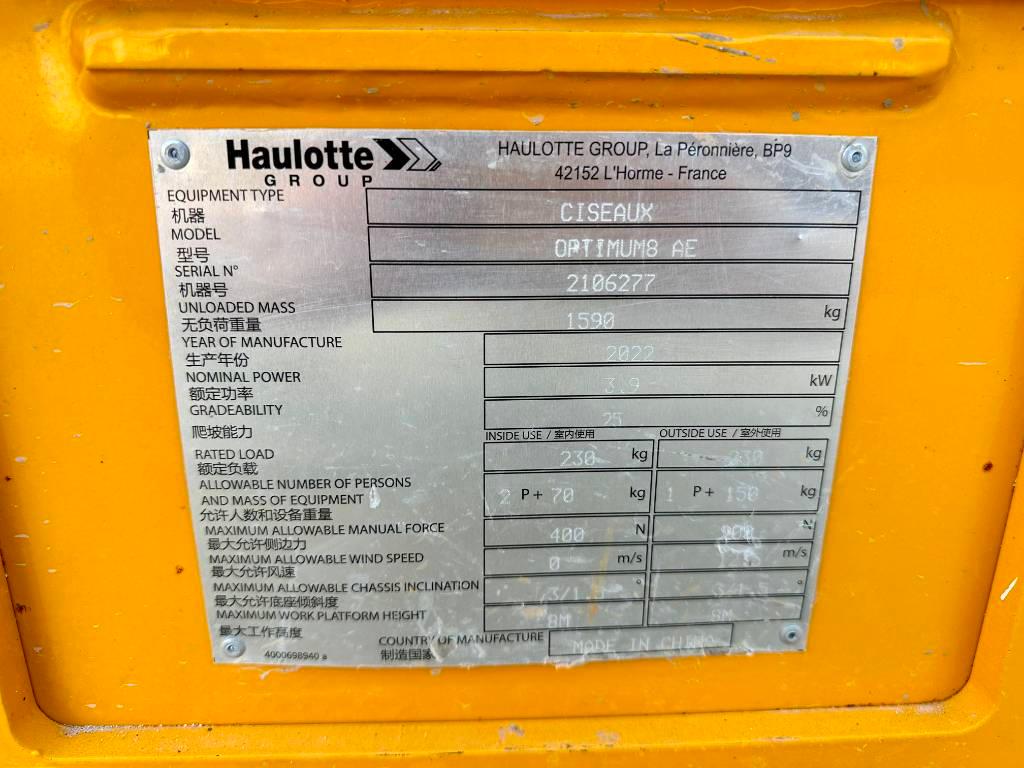 Haulotte
GROUP
HAULOTTE GROUP, La Péronnière, BP9
42152 L'Horme - France
EQUIPMENT TYPE CISEAUX
机器
MODEL OPTIMUM8 AE
型号
SERIAL N° 2106277
机器号
UNLOADED MASS 1590 kg
无负荷重量
YEAR OF MANUFACTURE 2022
生产年份
NOMINAL POWER 3.9 kW
额定功率
GRADEABILITY 25 %
爬坡能力
INSIDE USE / 室内使用 OUTSIDE USE / 室外使用
RATED LOAD 230 kg 230 kg
额定负载
ALLOWABLE NUMBER OF PERSONS
AND MASS OF EQUIPMENT 2 P + 70 kg 1 P + 150 kg
允许人数和设备重量
MAXIMUM ALLOWABLE MANUAL FORCE 400 N N
最大允许侧边力
MAXIMUM ALLOWABLE WIND SPEED 0 m/s m/s
最大允许风速
MAXIMUM ALLOWABLE CHASSIS INCLINATION ° °
最大允许底座倾斜度
MAXIMUM WORK PLATFORM HEIGHT 8M 8M
最大工作高度
COUNTRY OF MANUFACTURE MADE IN CHINA
制造国家
4000698940 a